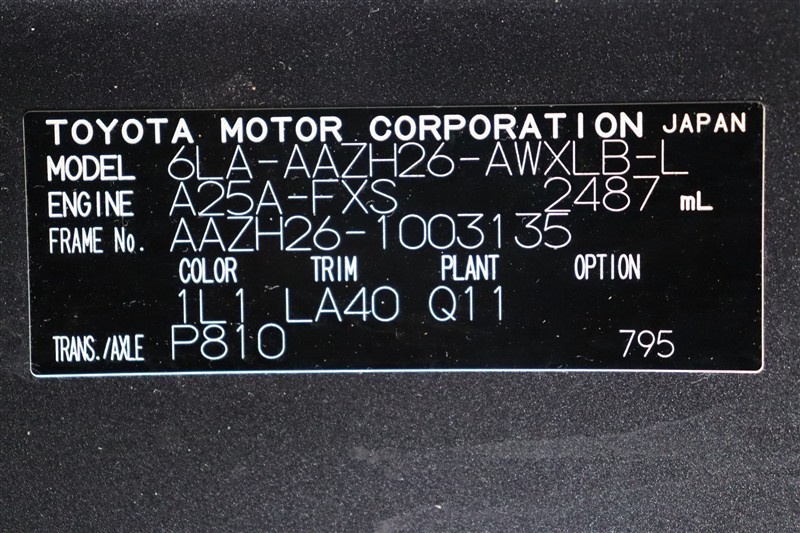 TOYOTA MOTOR CORPORATION JAPAN
MODEL 6LA-AAZH26-AWXLB-L
ENGINE A25A-FXS 2487 mL
FRAME No. AAZH26-1003135
COLOR TRIM PLANT OPTION
1L1 LA40 Q11
TRANS./AXLE P810 795